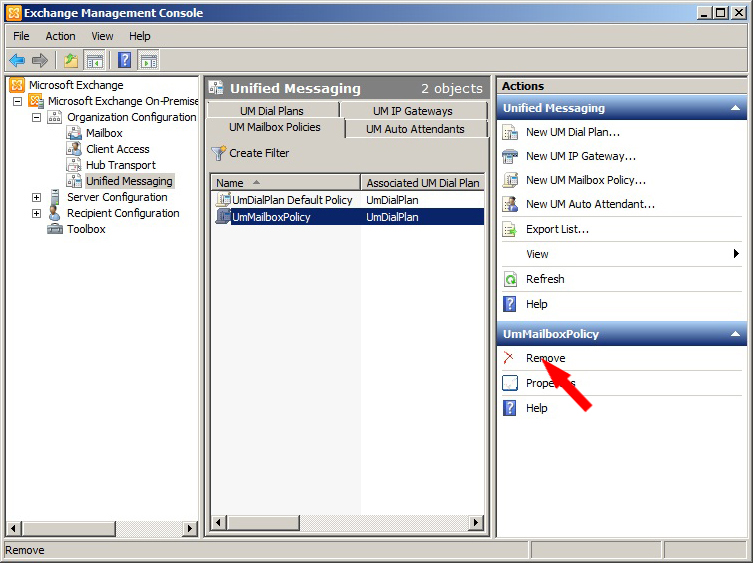 Exchange Management Console
File Action View Help
Microsoft Exchange
Microsoft Exchange On-Premise
Organization Configuration
Mailbox
Client Access
Hub Transport
Unified Messaging
Server Configuration
Recipient Configuration
Toolbox
Unified Messaging 2 objects
UM Dial Plans UM IP Gateways
UM Mailbox Policies UM Auto Attendants
Create Filter
Name Associated UM Dial Plan
UmDialPlan Default Policy UmDialPlan
UmMailboxPolicy UmDialPlan
Actions
Unified Messaging
New UM Dial Plan...
New UM IP Gateway...
New UM Mailbox Policy...
New UM Auto Attendant...
Export List...
View
Refresh
Help
UmMailboxPolicy
Remove
Properties
Help
Remove